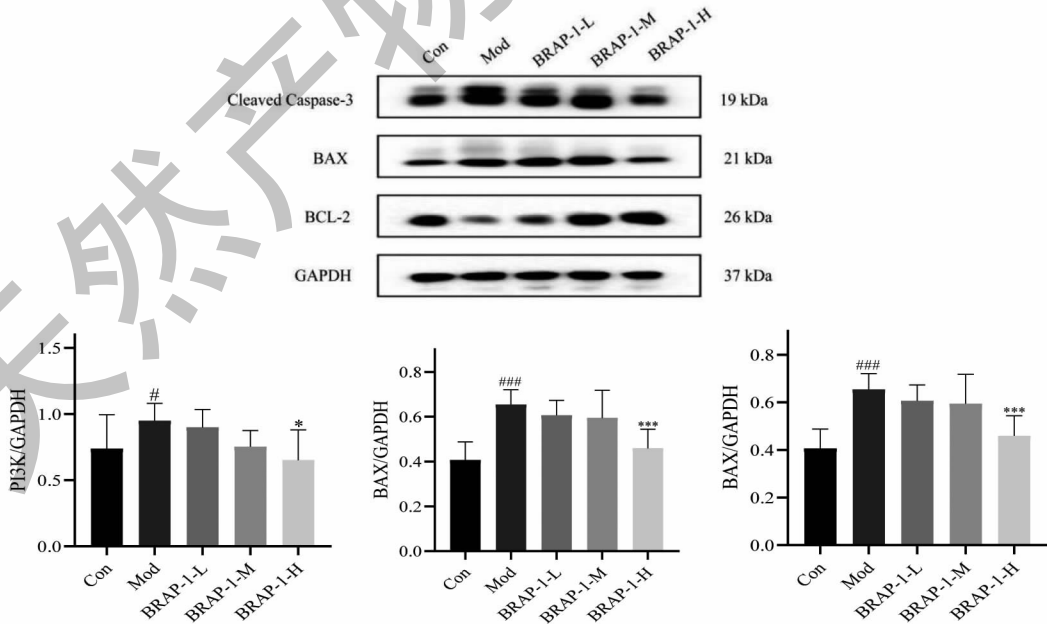 Con Mod BRAP-1-L BRAP-1-M BRAP-1-H
Cleaved Caspase-3 19 kDa
BAX 21 kDa
BCL-2 26 kDa
GAPDH 37 kDa
天然产物
PI3K/GAPDH
1.5
1.0
0.5
0.0
#
*
Con Mod BRAP-1-L BRAP-1-M BRAP-1-H
BAX/GAPDH
0.8
0.6
0.4
0.2
0.0
###
***
Con Mod BRAP-1-L BRAP-1-M BRAP-1-H
BAX/GAPDH
0.8
0.6
0.4
0.2
0.0
###
***
Con Mod BRAP-1-L BRAP-1-M BRAP-1-H